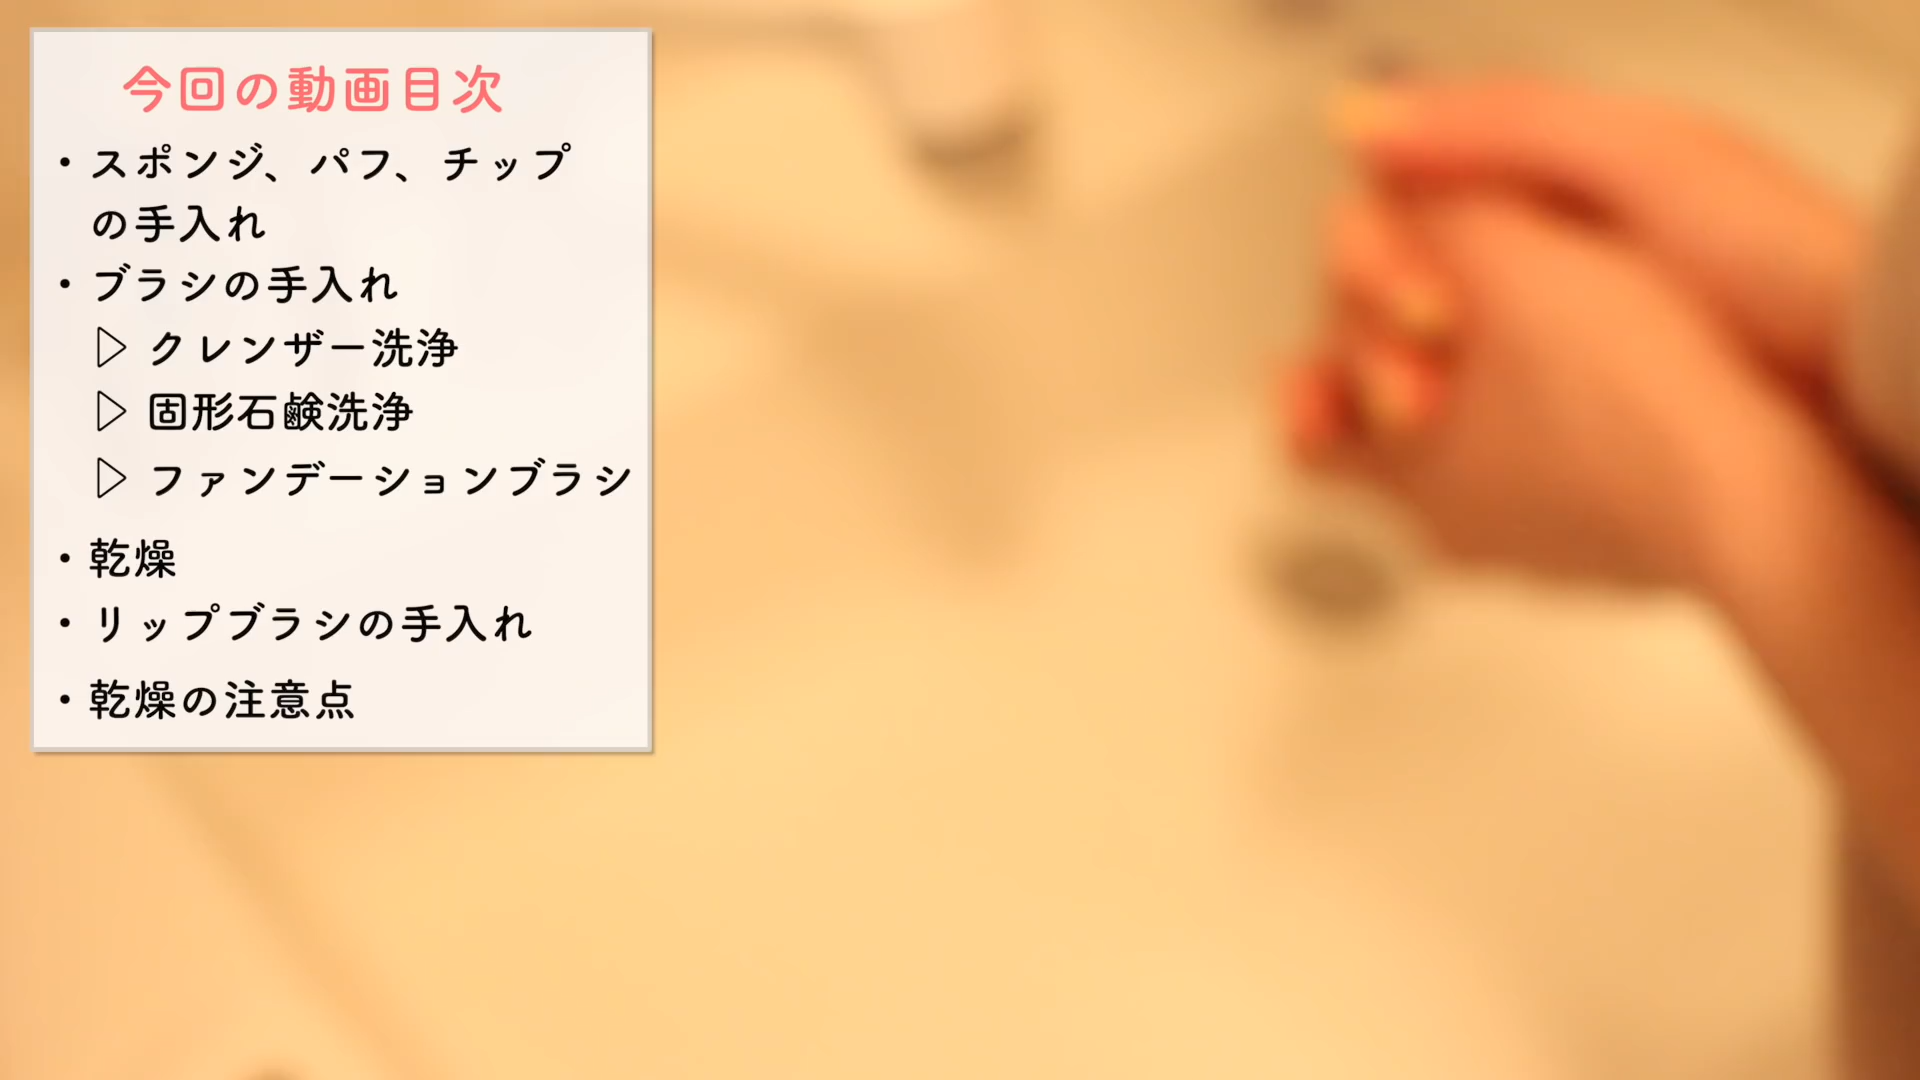 今回の動画目次
・スポンジ、パフ、チップ
の手入れ
・ブラシの手入れ
▷ クレンザー洗浄
▷ 固形石鹸洗浄
▷ ファンデーションブラシ
・乾燥
・リップブラシの手入れ
・乾燥の注意点